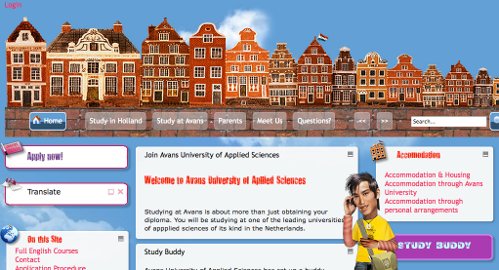 Login
Home
Study in Holland
Study at Avans
Parents
Meet Us
Questions?
<<
>>
Search...
Apply now!
Translate
On this Site
Full English Courses
Contact
Application Procedure
Join Avans University of Applied Sciences
Welcome to Avans University of Apllied Sciences
Studying at Avans is about more than just obtaining your
diploma. You will be studying at one of the leading universities
of applpied sciences of its kind in the Netherlands.
Study Buddy
Avans University of Applied Sciences has set up a buddy
Accomodation
Accommodation & Housing
Accommodation through Avans
University
Accommodation through
personal arrangements
STUDY BUDDY